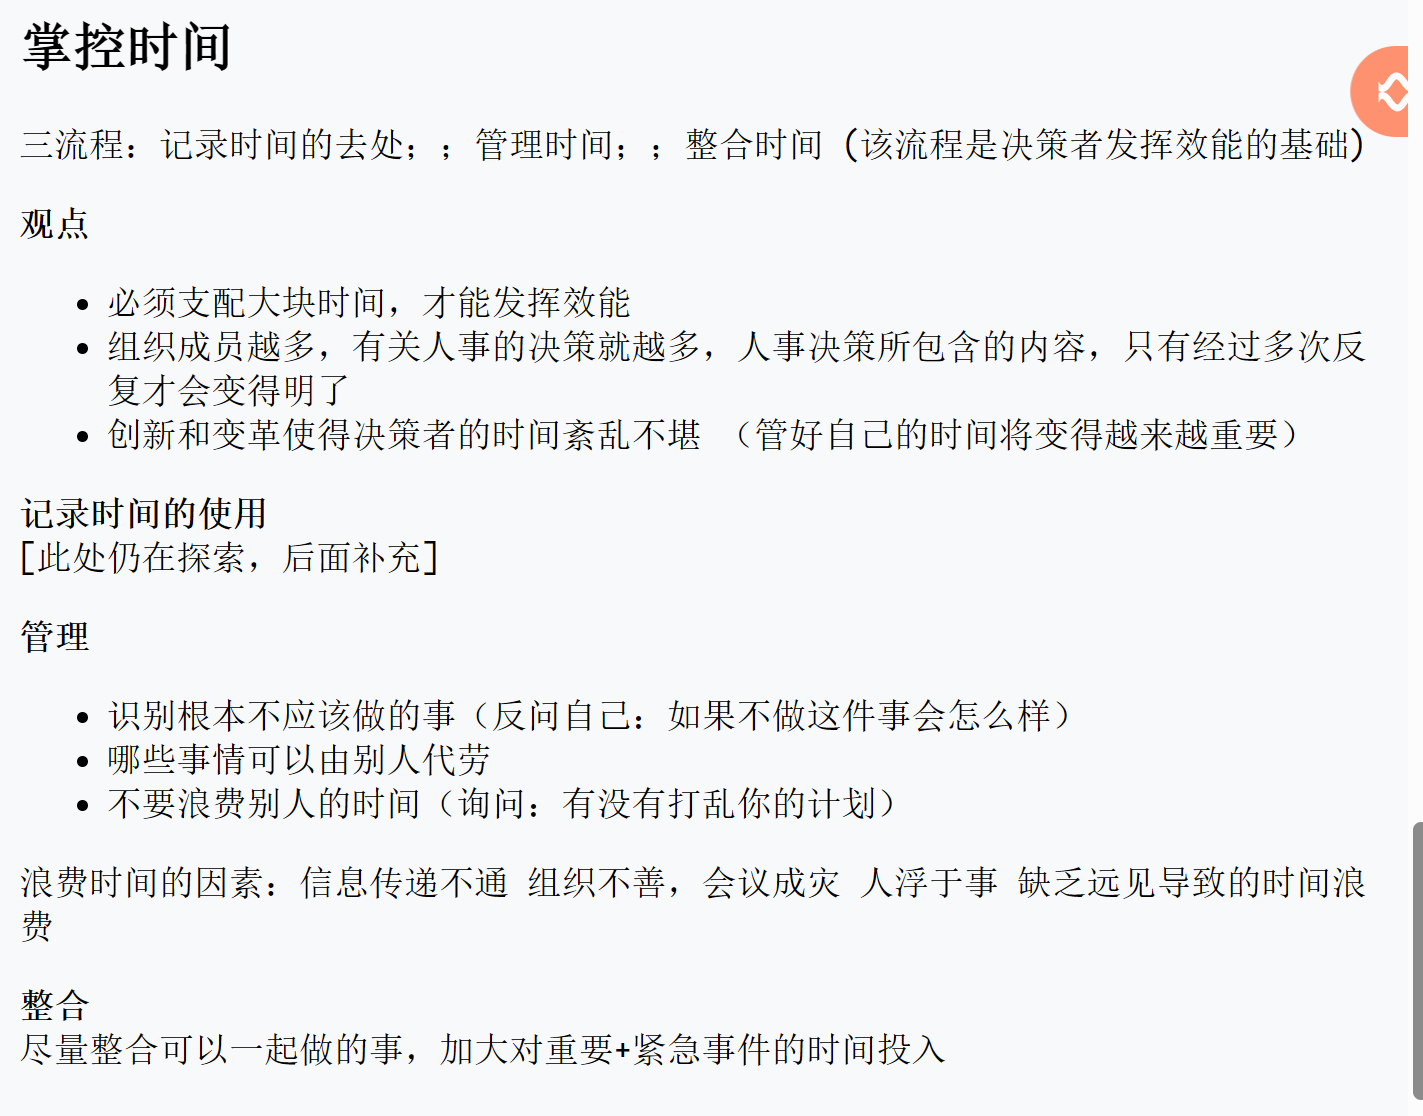 掌控时间
三流程：记录时间的去处；；管理时间；；整合时间（该流程是决策者发挥效能的基础）
观点
• 必须支配大块时间，才能发挥效能
• 组织成员越多，有关人事的决策就越多，人事决策所包含的内容，只有经过多次反
复才会变得明了
• 创新和变革使得决策者的时间紊乱不堪 （管好自己的时间将变得越来越重要）
记录时间的使用
[此处仍在探索，后面补充]
管理
• 识别根本不应该做的事（反问自己：如果不做这件事会怎么样）
• 哪些事情可以由别人代劳
• 不要浪费别人的时间（询问：有没有打乱你的计划）
浪费时间的因素：信息传递不通 组织不善，会议成灾 人浮于事 缺乏远见导致的时间浪
费
整合
尽量整合可以一起做的事，加大对重要+紧急事件的时间投入